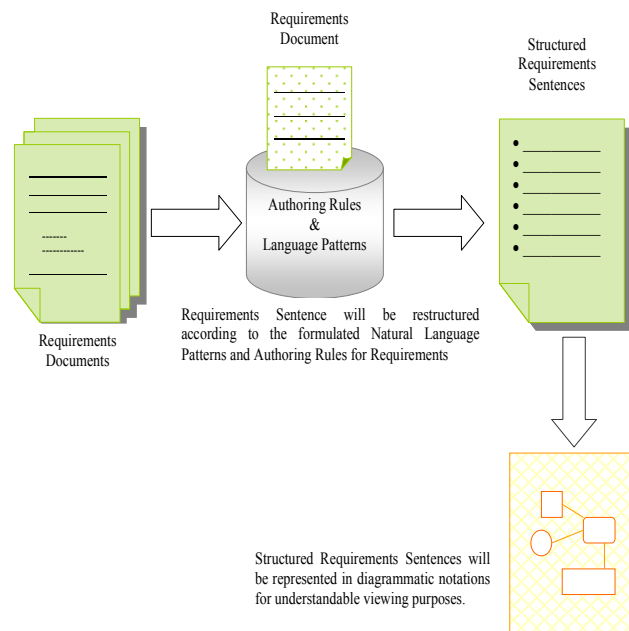 Requirements
Document
Structured
Requirements
Sentences
Authoring Rules
&
Language Patterns
Requirements Documents
Requirements Sentence will be restructured
according to the formulated Natural Language
Patterns and Authoring Rules for Requirements
Structured Requirements Sentences will
be represented in diagrammatic notations
for understandable viewing purposes.